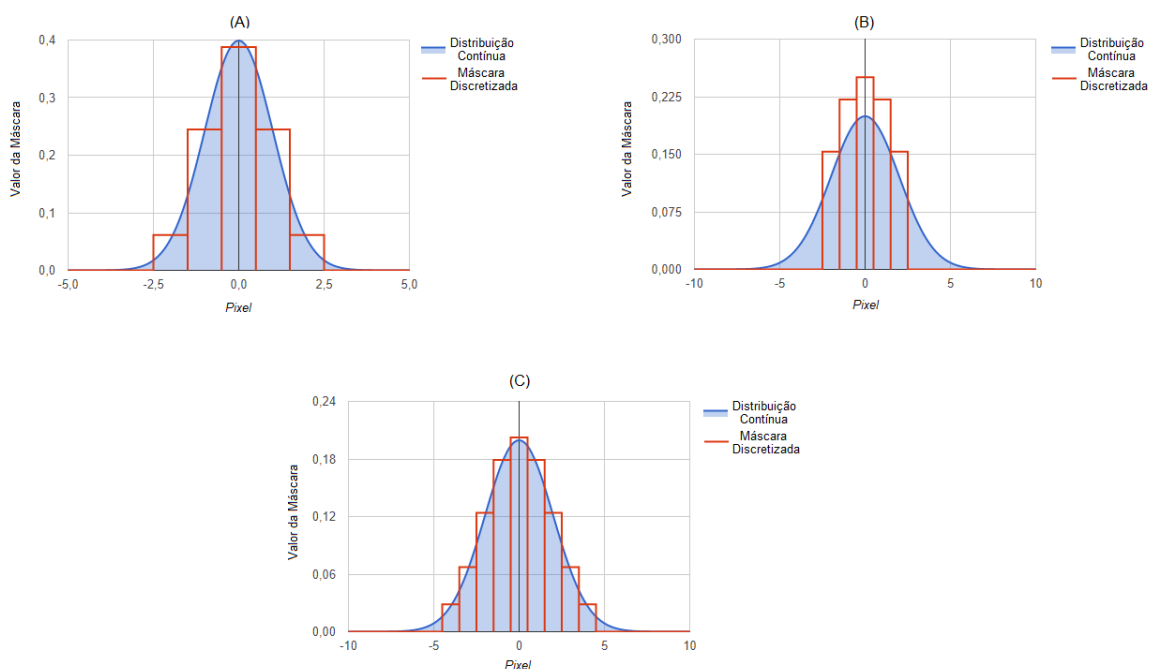 (A)
0,4
0,3
0,2
0,1
0,0
Valor da Máscara
-5,0
-2,5
0,0
2,5
5,0
Pixel
Distribuição
Contínua
Máscara
Discretizada
(B)
0,300
0,225
0,150
0,075
0,000
Valor da Máscara
-10
-5
0
5
10
Pixel
Distribuição
Contínua
Máscara
Discretizada
(C)
0,24
0,18
0,12
0,06
0,00
Valor da Máscara
-10
-5
0
5
10
Pixel
Distribuição
Contínua
Máscara
Discretizada